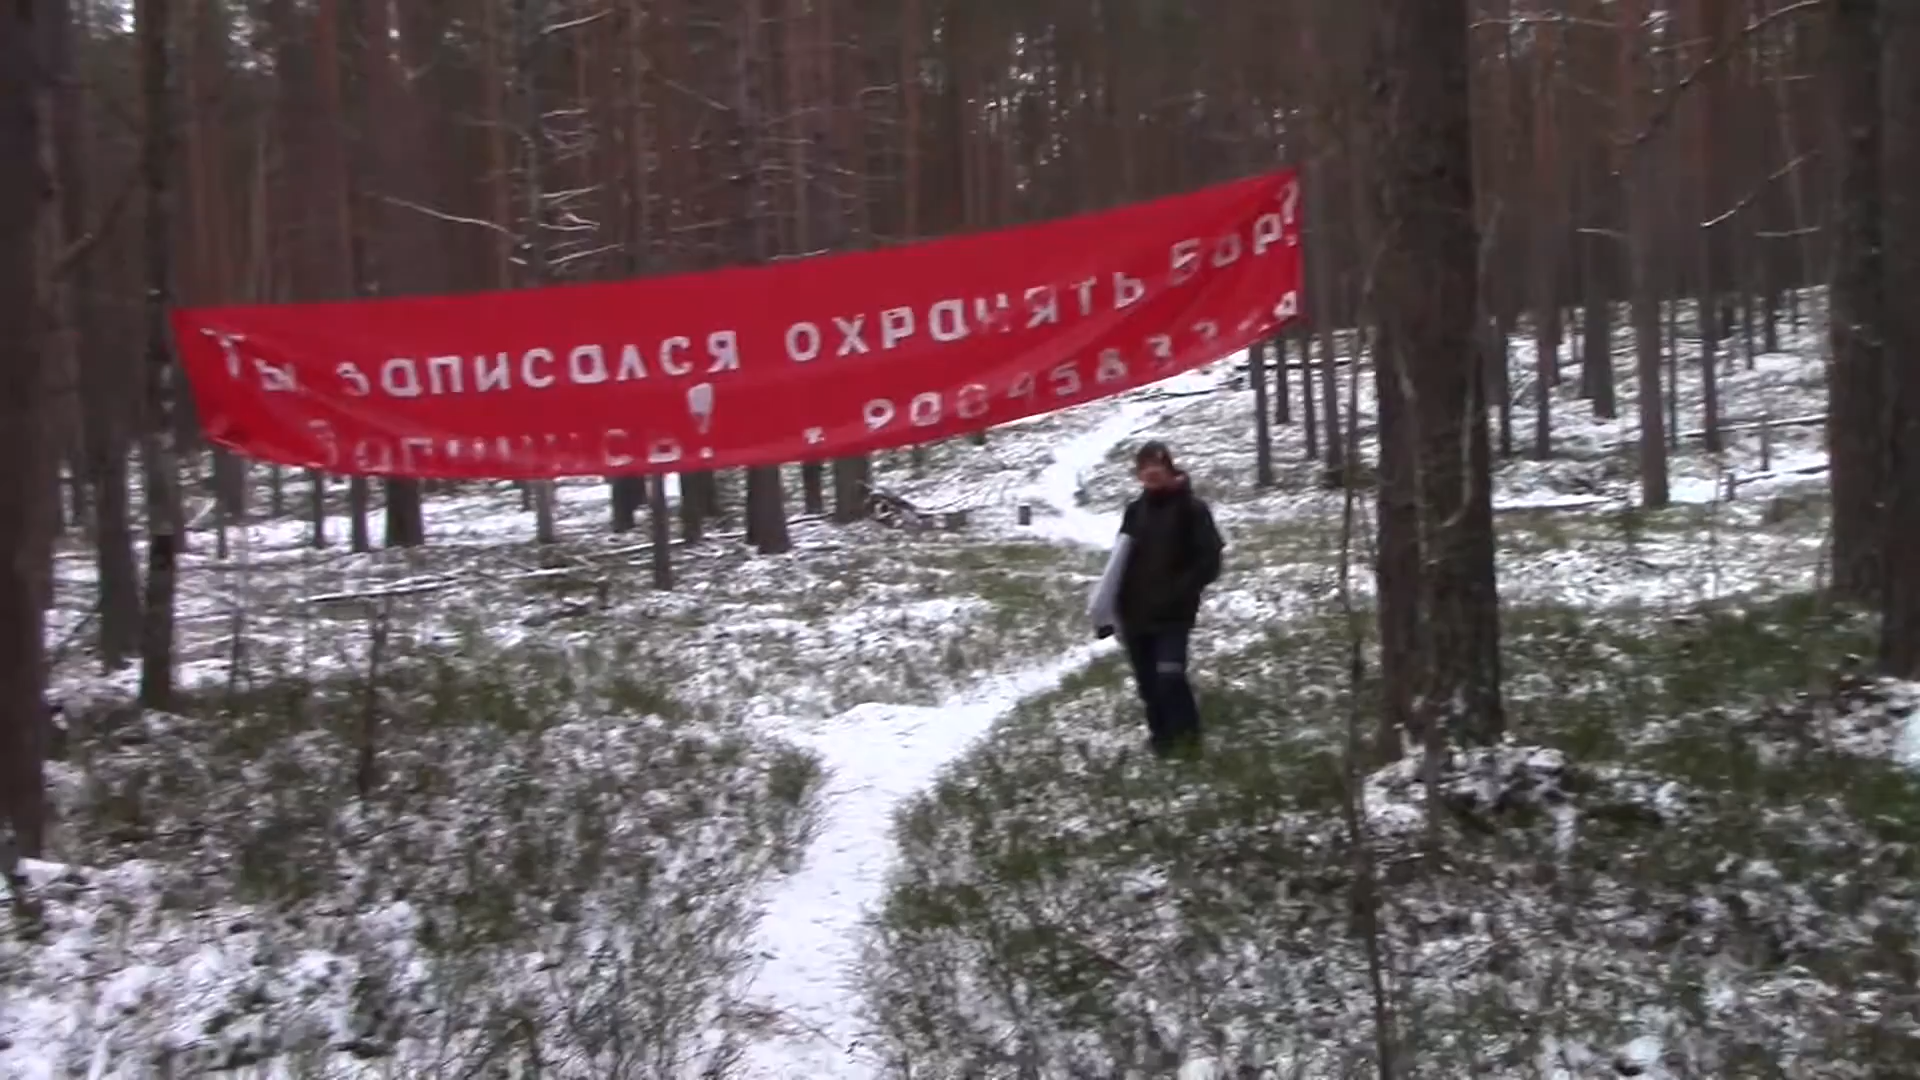 Ты записался охранять Бор?
Запишись!